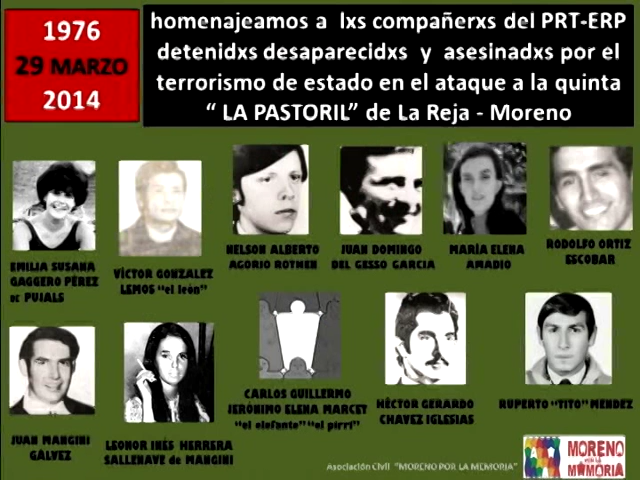 1976
29 MARZO
2014
homenajeamos a lxs compañerxs del PRT-ERP
detenidxs desaparecidxs y asesinadxs por el
terrorismo de estado en el ataque a la quinta
“ LA PASTORIL” de La Reja - Moreno
EMILIA SUSANA
GAGGERO PÉREZ
DE PUJALS
VÍCTOR GONZALEZ
LEMOS “el león”
NELSON ALBERTO
AGORIO ROTMEN
JUAN DOMINGO
DEL GESSO GARCIA
MARÍA ELENA
AMADIO
RODOLFO ORTIZ
ESCOBAR
JUAN MANGINI
GÁLVEZ
LEONOR INÉS HERRERA
SALLENAVE de MANGINI
CARLOS GUILLERMO
JERÓNIMO ELENA MARCET
“el elefante” “el pirri”
HÉCTOR GERARDO
CHAVEZ IGLESIAS
RUPERTO “TITO” MENDEZ
Asociación Civil “MORENO POR LA MEMORIA”
MORENO
POR LA
MEMORIA